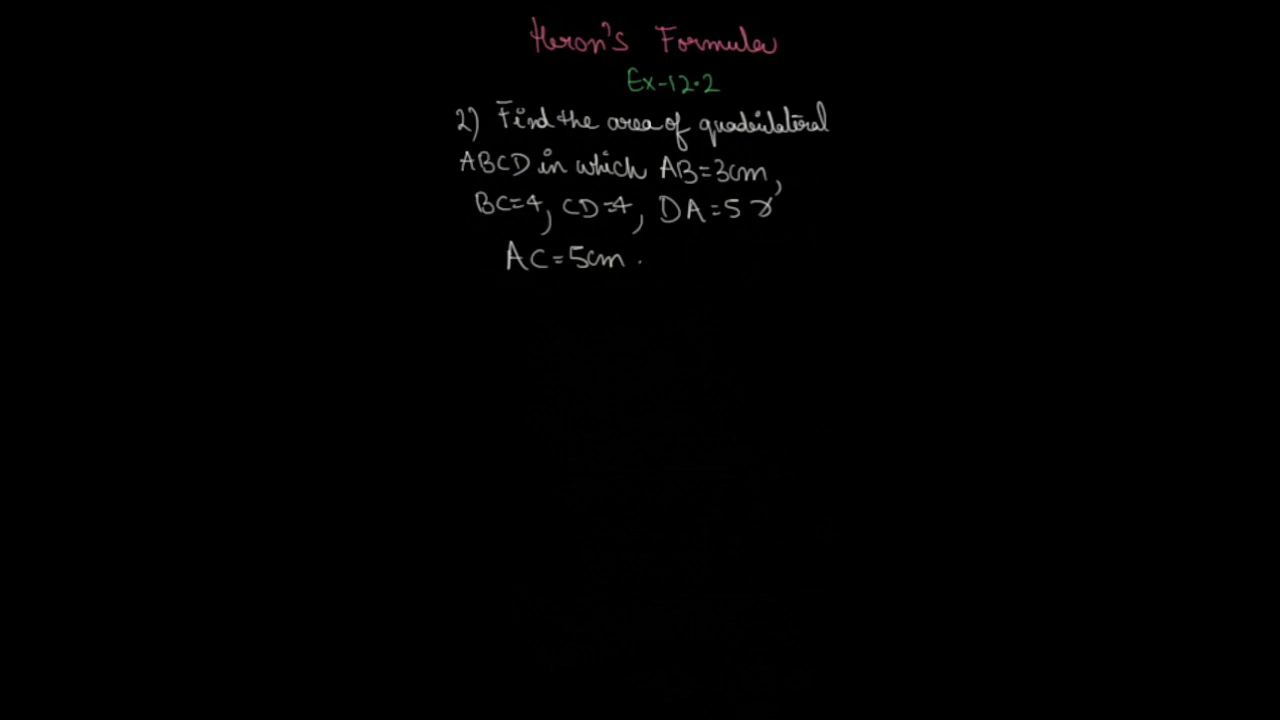 Heron's Formula
Ex-12.2
2) Find the area of quadrilateral
ABCD in which AB=3cm,
BC=4, CD=4, DA=5 &
AC=5cm.